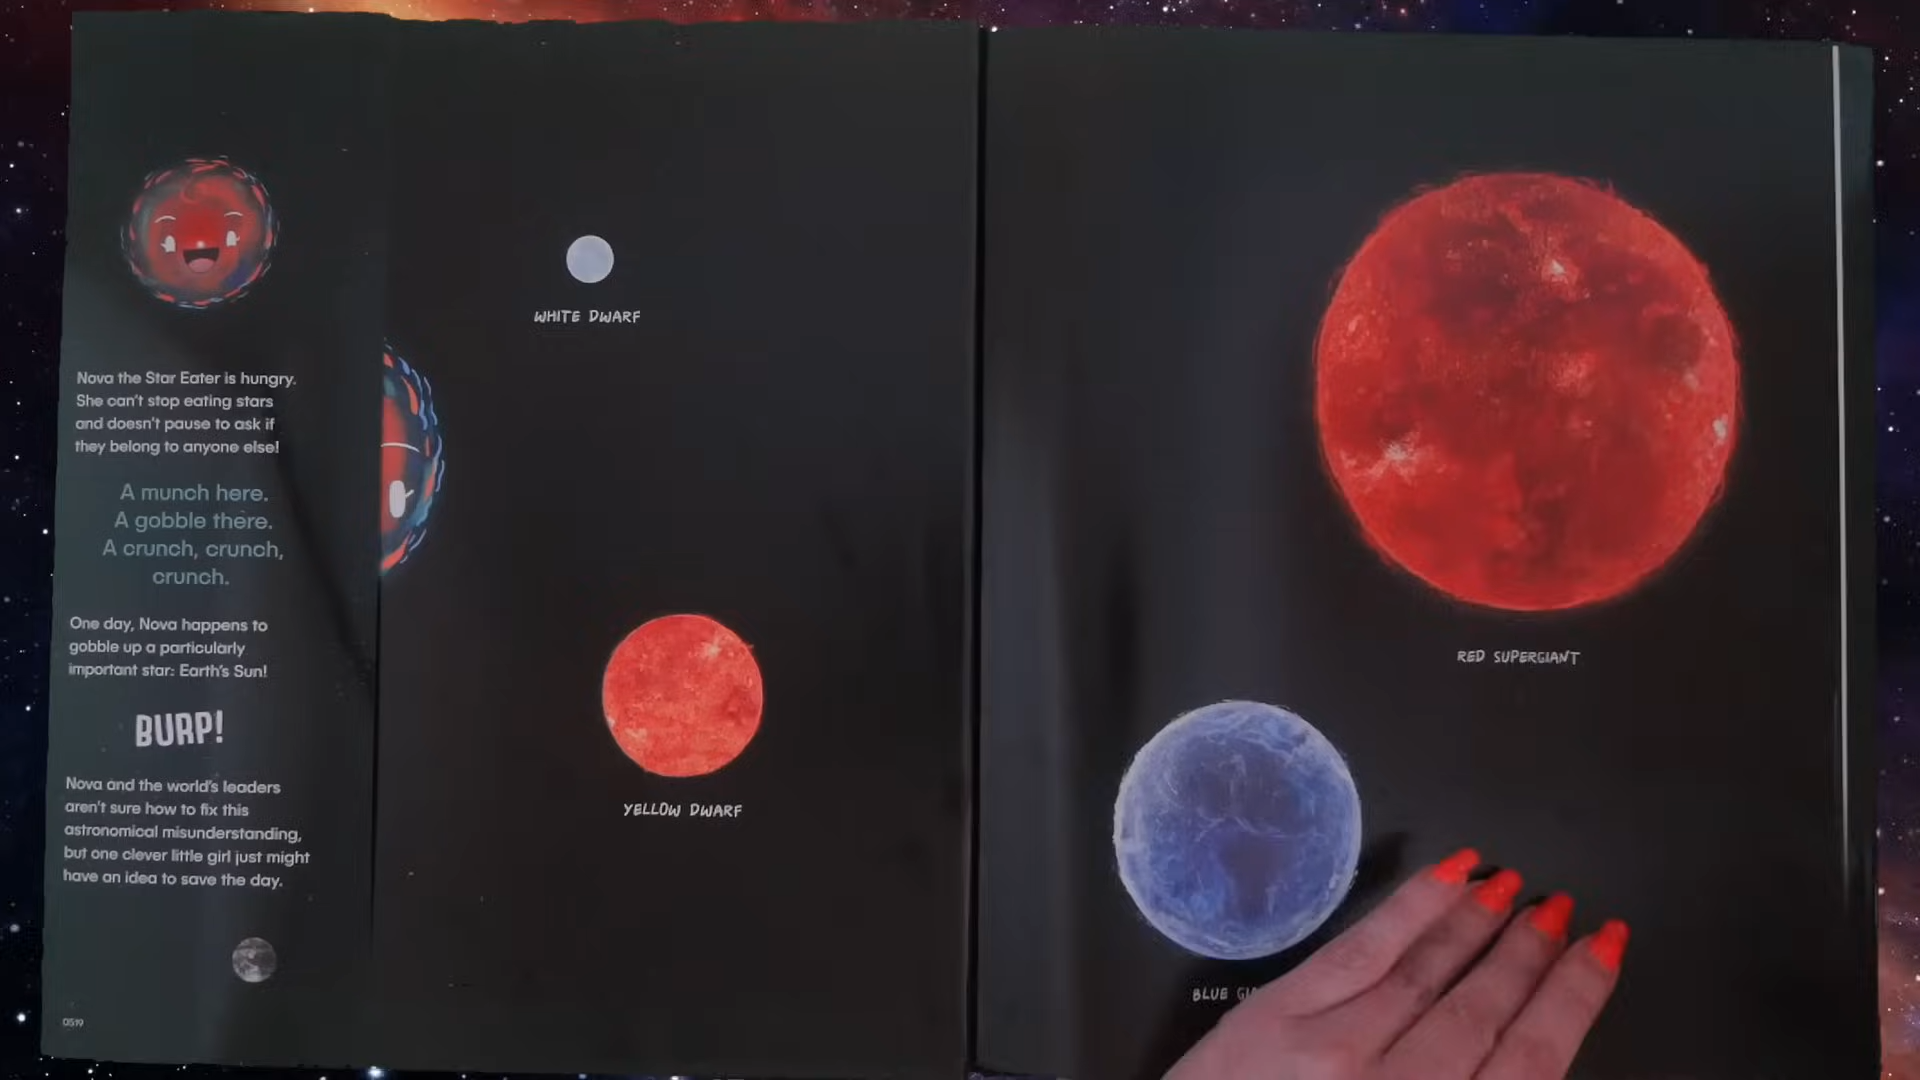 Nova the Star Eater is hungry.
She can't stop eating stars
and doesn't pause to ask if
they belong to anyone else!
A munch here.
A gobble there.
A crunch, crunch,
crunch.
One day, Nova happens to
gobble up a particularly
important star: Earth's Sun!
BURP!
Nova and the world's leaders
aren't sure how to fix this
astronomical misunderstanding,
but one clever little girl just might
have an idea to save the day.
0519
WHITE DWARF
YELLOW DWARF
RED SUPERGIANT
BLUE